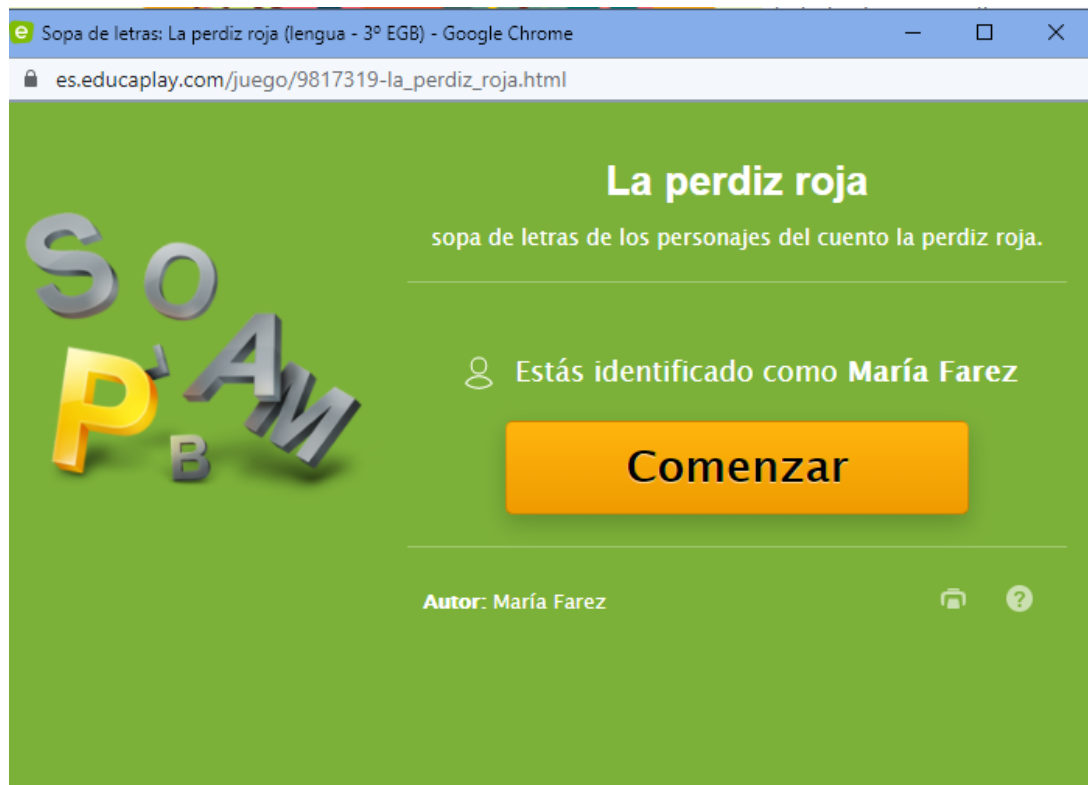 Sopa de letras: La perdiz roja (lengua - 3º EGB) - Google Chrome
es.educaplay.com/juego/9817319-la_perdiz_roja.html
La perdiz roja
sopa de letras de los personajes del cuento la perdiz roja.
S O
P L A M
B
Estás identificado como María Farez
Comenzar
Autor: María Farez
?